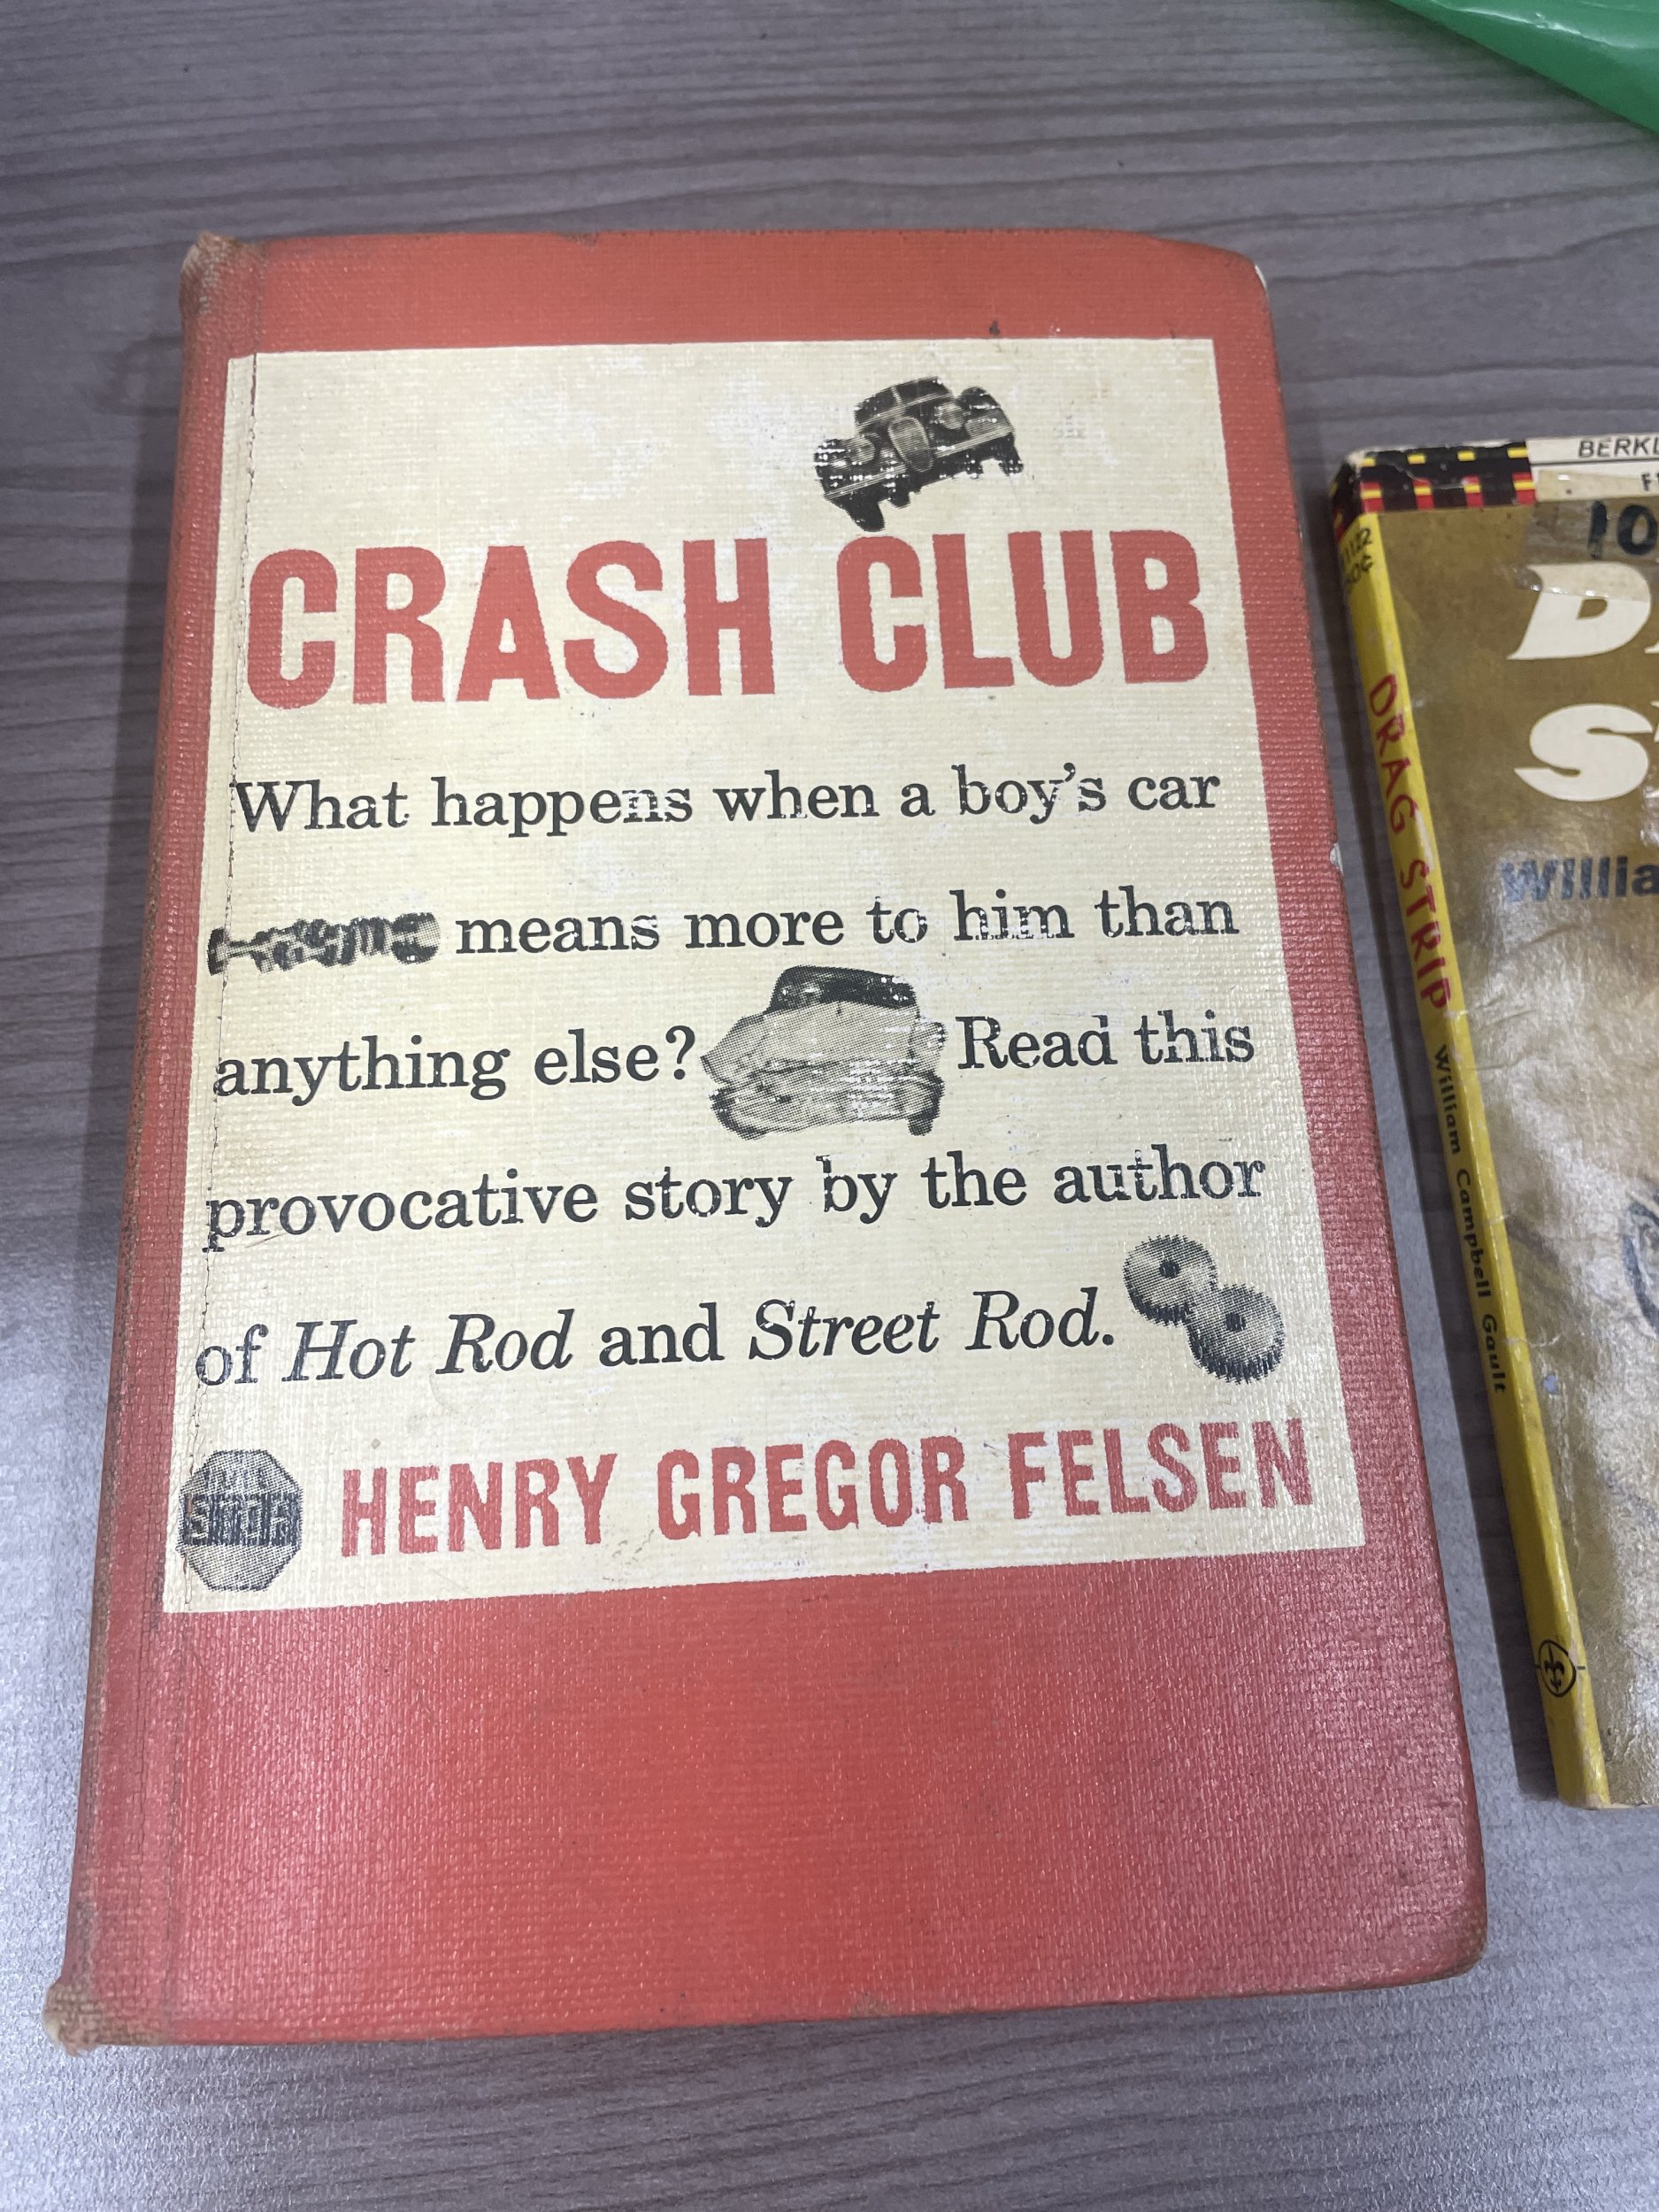 CRASH CLUB
What happens when a boy's car
means more to him than
anything else? Read this
provocative story by the author
of Hot Rod and Street Rod.
HENRY GREGOR FELSEN
DRAG STRIP William Campbell Gault
10